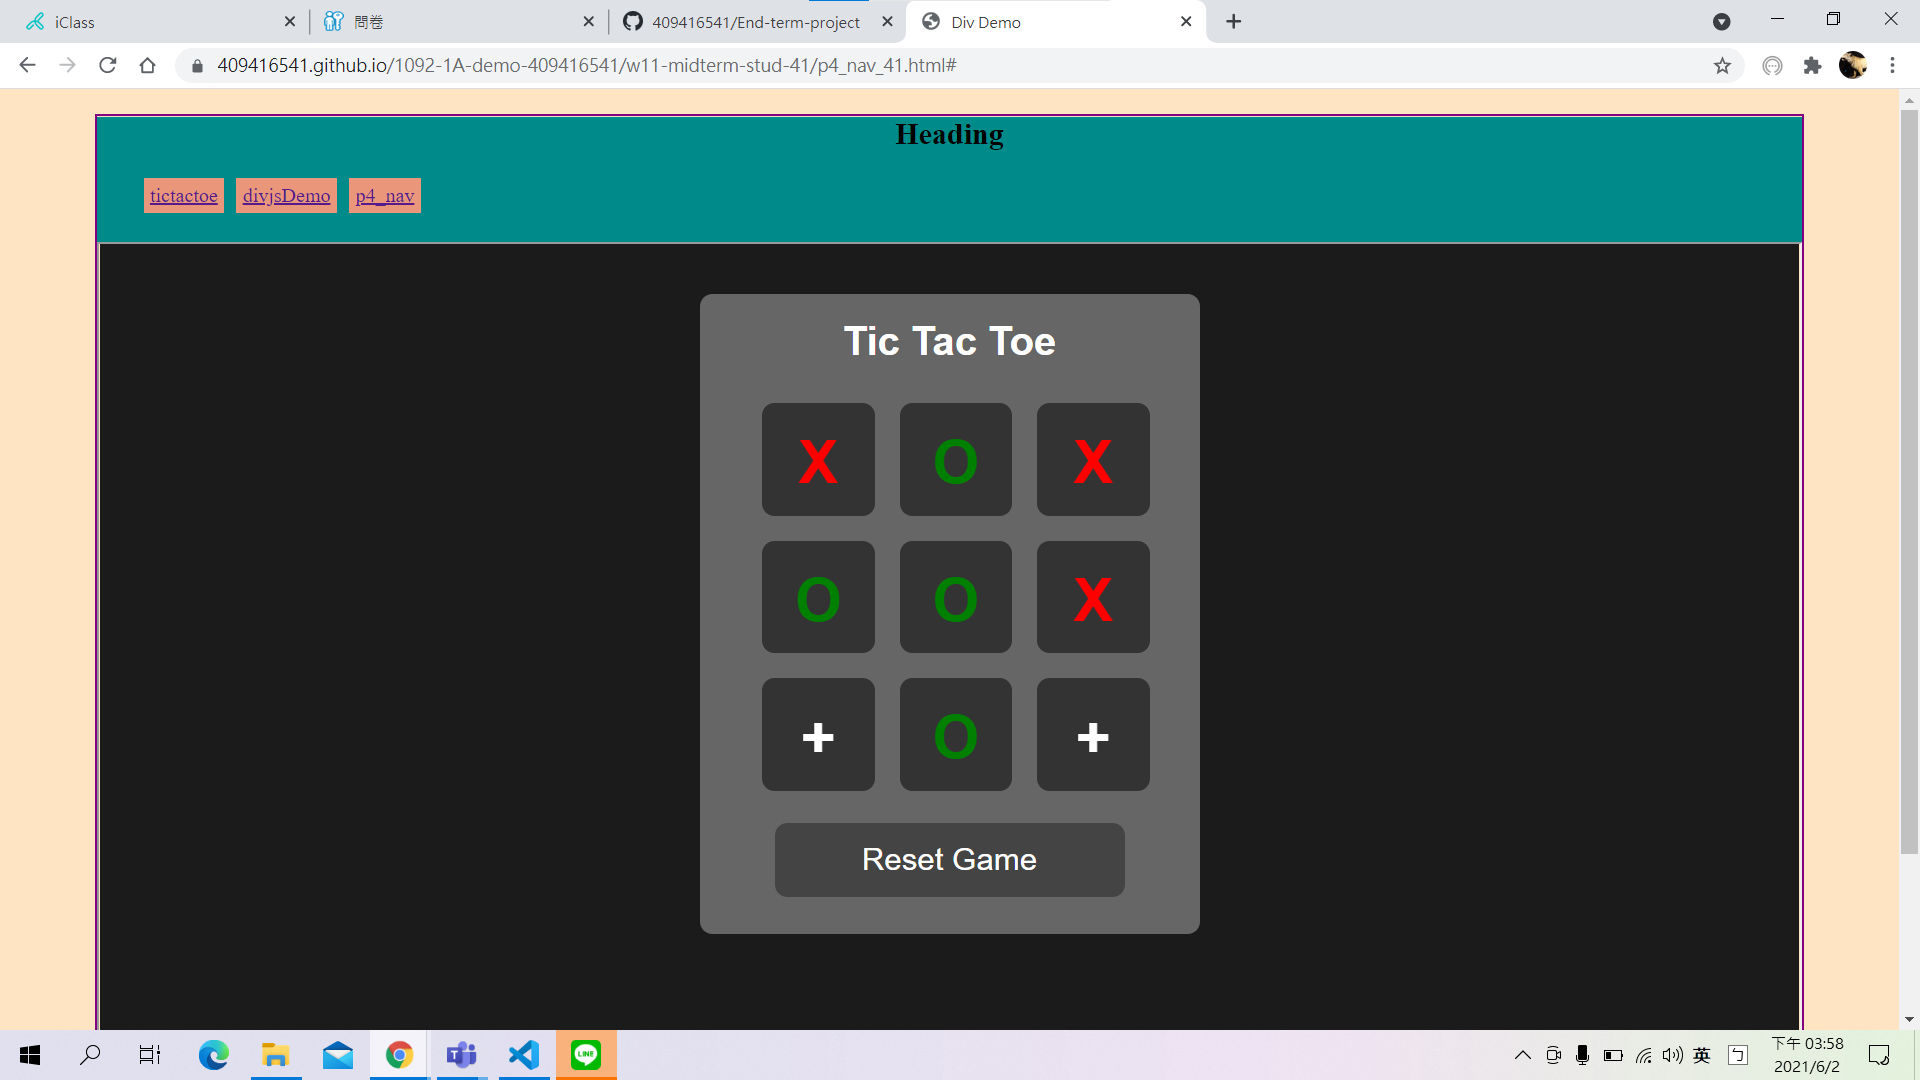 iClass
問卷
409416541/End-term-project
Div Demo
409416541.github.io/1092-1A-demo-409416541/w11-midterm-stud-41/p4_nav_41.html#
Heading
tictactoe divjsDemo p4_nav
Tic Tac Toe
X O X
O O X
+ O +
Reset Game
LINE
英
ㄅ
下午 03:58
2021/6/2